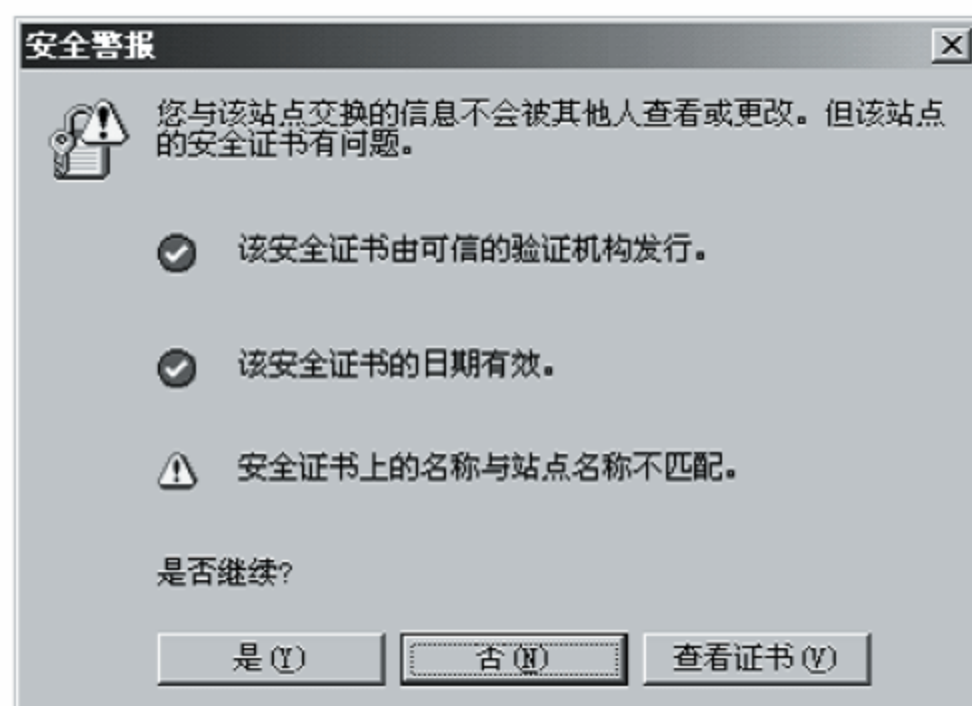 安全警报
您与该站点交换的信息不会被其他人查看或更改。但该站点
的安全证书有问题。
该安全证书由可信的验证机构发行。
该安全证书的日期有效。
安全证书上的名称与站点名称不匹配。
是否继续?
是(Y) 否(N) 查看证书(V)